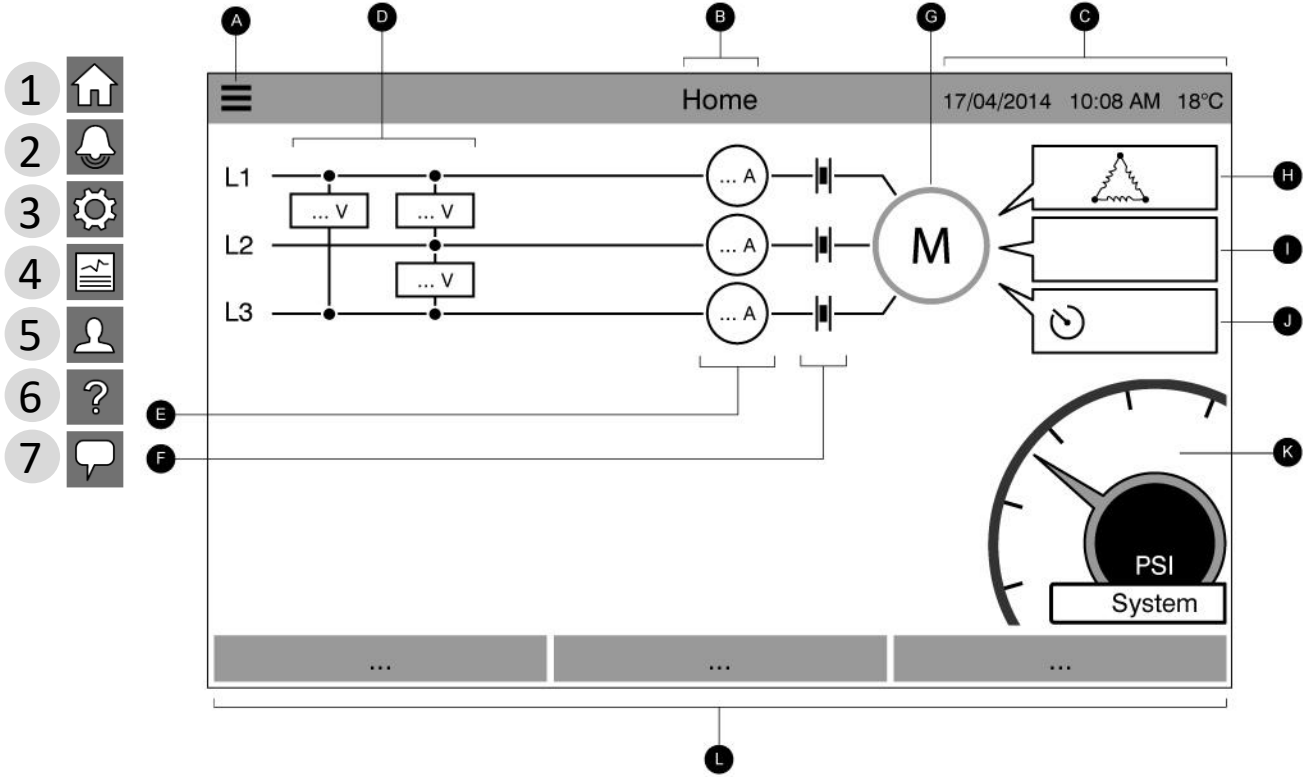 A D B G C
1
2
3
4
5
6 ?
7
Home 17/04/2014 10:08 AM 18°C
L1 ... A
... V ... V
L2 ... A M
... V
L3 ... A
H
I
J
E
F
K
PSI
System
... ... ...
L